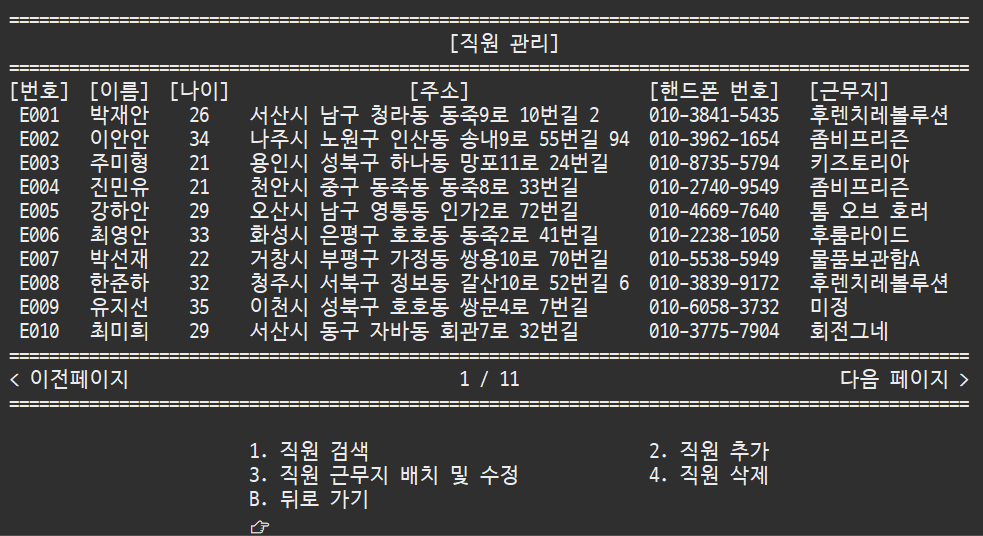 ================================================================================================
[직원 관리]
================================================================================================
[번호] [이름] [나이] [주소] [핸드폰 번호] [근무지]
E001 박재안 26 서산시 남구 청라동 동죽9로 10번길 2 010-3841-5435 후렌치레볼루션
E002 이안안 34 나주시 노원구 인산동 송내9로 55번길 94 010-3962-1654 좀비프리즌
E003 주미형 21 용인시 성북구 하나동 망포11로 24번길 010-8735-5794 키즈토리아
E004 진민유 21 천안시 중구 동죽동 동죽8로 33번길 010-2740-9549 좀비프리즌
E005 강하안 29 오산시 남구 영통동 인가2로 72번길 010-4669-7640 톰 오브 호러
E006 최영안 33 화성시 은평구 호호동 동죽2로 41번길 010-2238-1050 후룸라이드
E007 박선재 22 거창시 부평구 가정동 쌍용10로 70번길 010-5538-5949 물품보관함A
E008 한준하 32 청주시 서북구 정보동 갈산10로 52번길 6 010-3839-9172 후렌치레볼루션
E009 유지선 35 이천시 성북구 호호동 쌍문4로 7번길 010-6058-3732 미정
E010 최미희 29 서산시 동구 자바동 회관7로 32번길 010-3775-7904 회전그네
================================================================================================
< 이전페이지 1 / 11 다음 페이지 >
================================================================================================
1. 직원 검색 2. 직원 추가
3. 직원 근무지 배치 및 수정 4. 직원 삭제
B. 뒤로 가기
☞